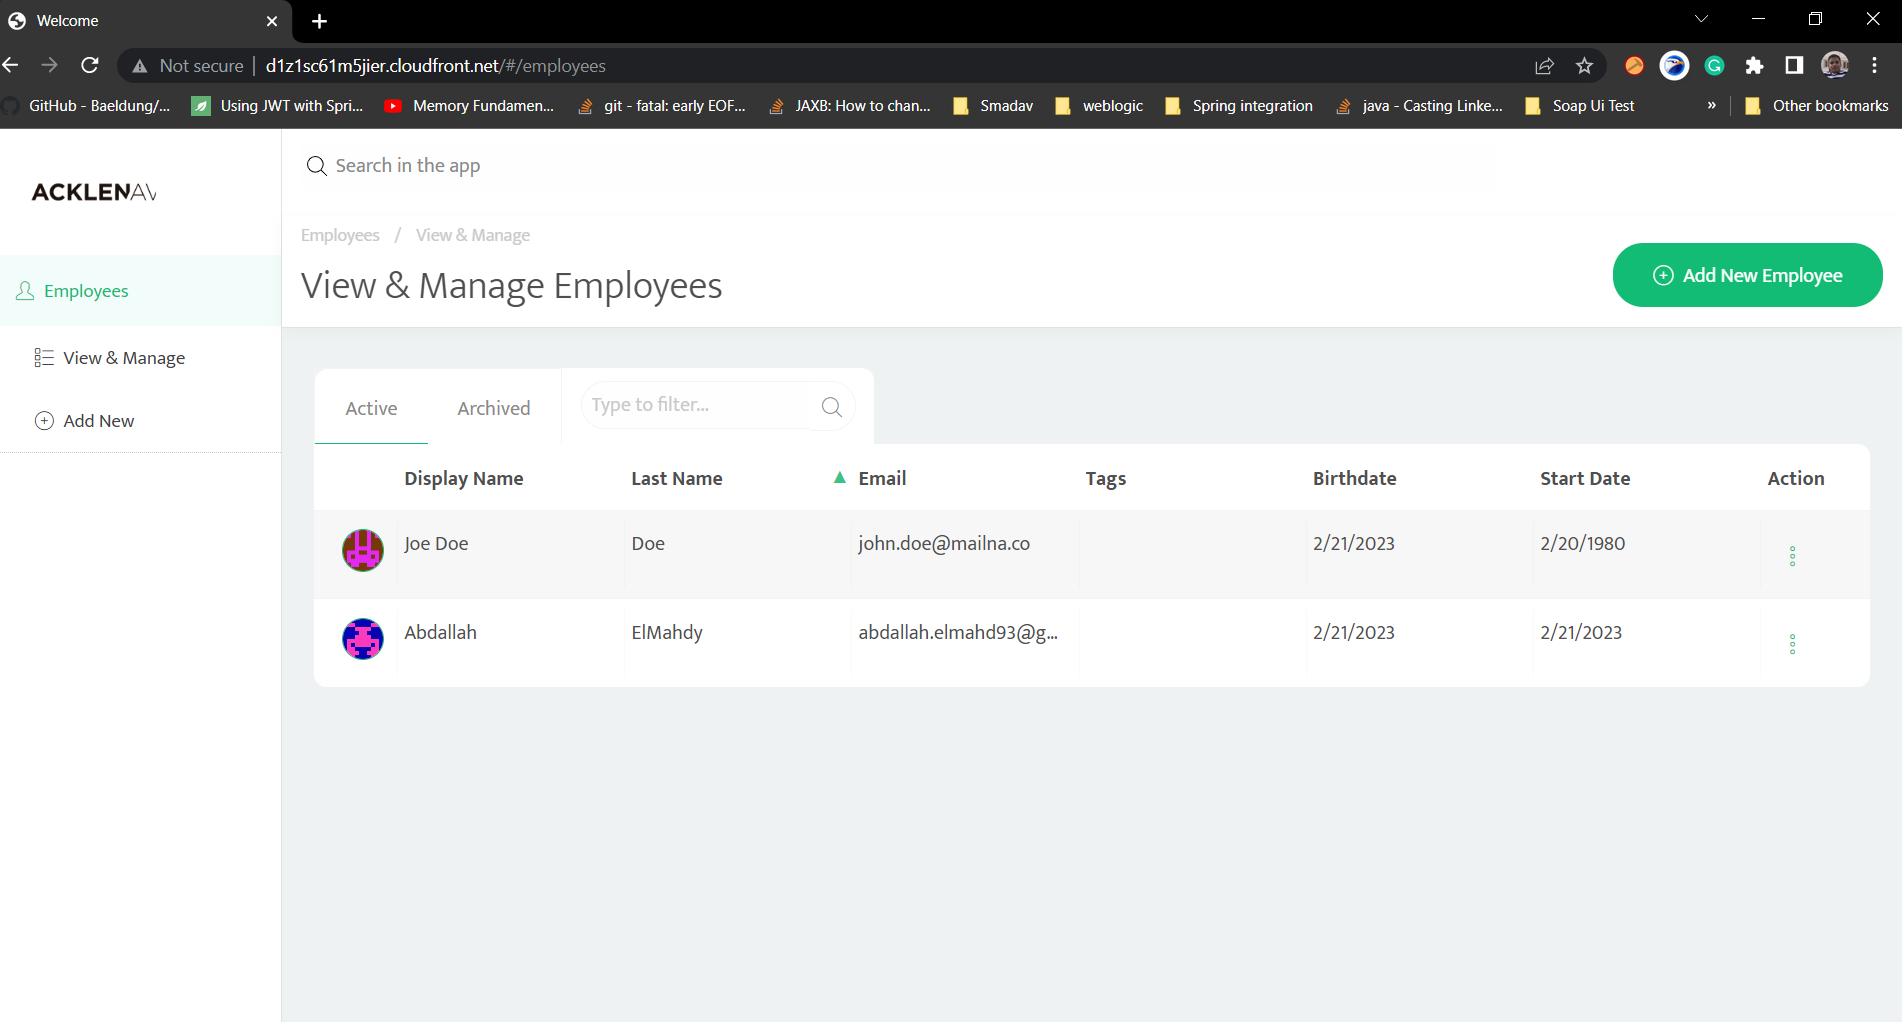 Welcome
Not secure | d1z1sc61m5jier.cloudfront.net/#/employees
GitHub - Baeldung/... Using JWT with Spri... Memory Fundamen... git - fatal: early EOF... JAXB: How to chan... Smadav weblogic Spring integration java - Casting Linke... Soap Ui Test » Other bookmarks
Search in the app
ACKLENAV
Employees / View & Manage
View & Manage Employees
Add New Employee
Employees
View & Manage
Add New
Active Archived Type to filter...
Display Name Last Name ▲ Email Tags Birthdate Start Date Action
Joe Doe Doe john.doe@mailna.co 2/21/2023 2/20/1980
Abdallah ElMahdy abdallah.elmahd93@g... 2/21/2023 2/21/2023